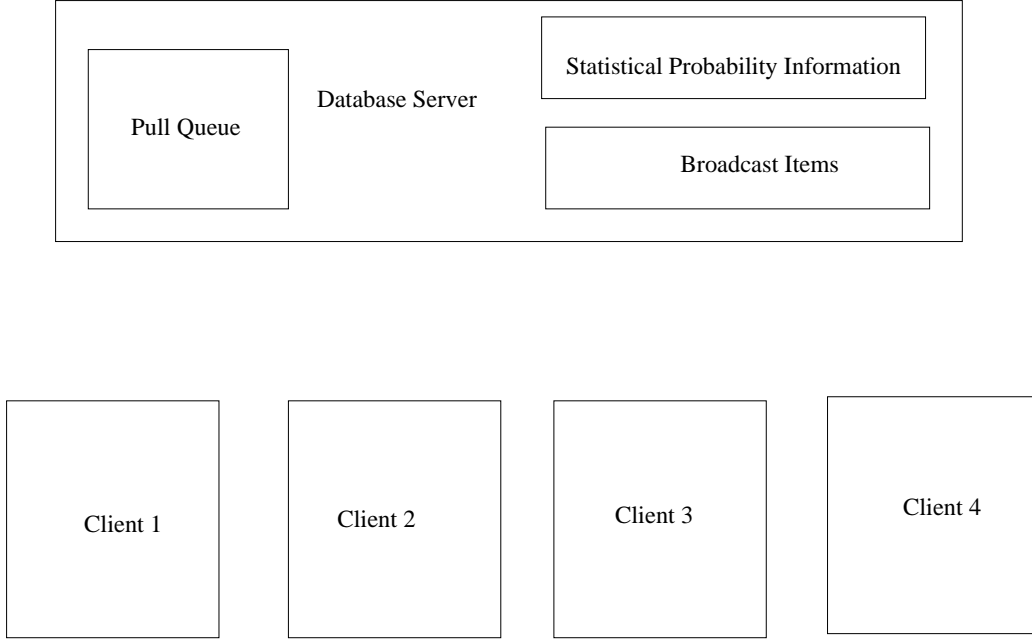 Statistical Probability Information
Database Server
Pull Queue
Broadcast Items
Client 1
Client 2
Client 3
Client 4